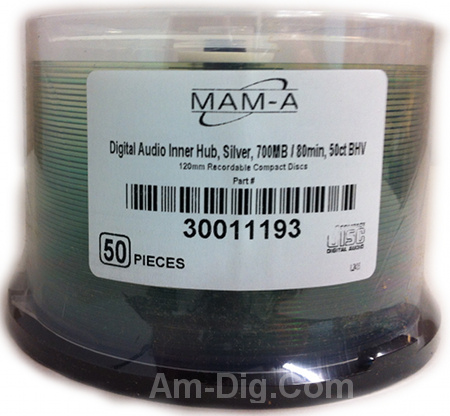 MAM-A
Digital Audio Inner Hub, Silver, 700MB / 80min, 50ct BHV
120mm Recordable Compact Discs
Part #
30011193
50 PIECES
disc
DIGITAL AUDIO
Am-Dig.Com